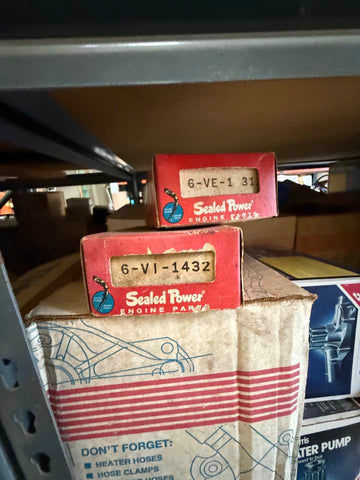 6-VE-1 31
Sealed Power
ENGINE PARTS
6-VI-1432
Sealed Power
ENGINE PARTS
DON'T FORGET:
HEATER HOSES
HOSE CLAMPS
TER PUMP